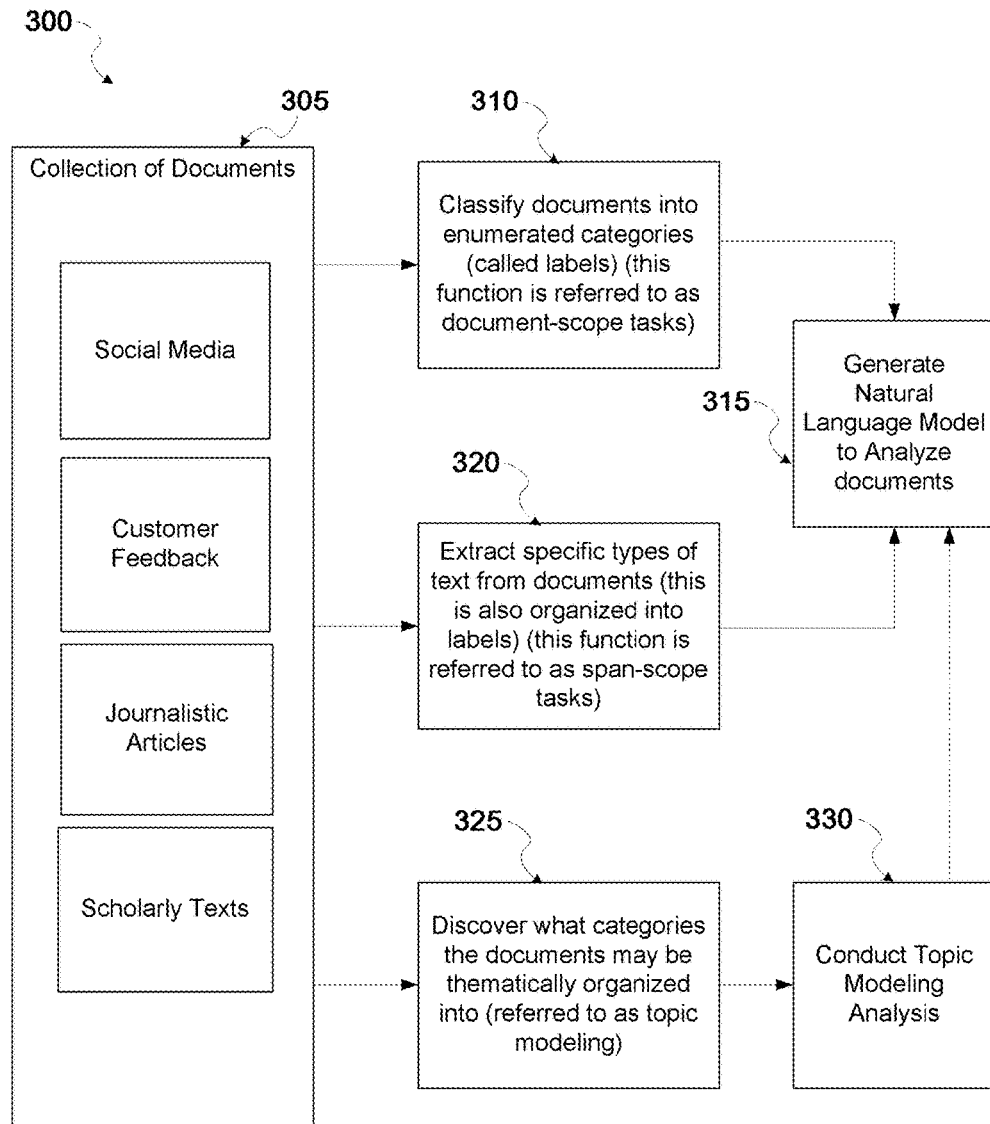 300
305
Collection of Documents
Social Media
Customer
Feedback
Journalistic
Articles
Scholarly Texts
310
Classify documents into
enumerated categories
(called labels) (this
function is referred to as
document-scope tasks)
315
Generate
Natural
Language Model
to Analyze
documents
320
Extract specific types of
text from documents (this
is also organized into
labels) (this function is
referred to as span-scope
tasks)
325
Discover what categories
the documents may be
thematically organized
into (referred to as topic
modeling)
330
Conduct Topic
Modeling
Analysis